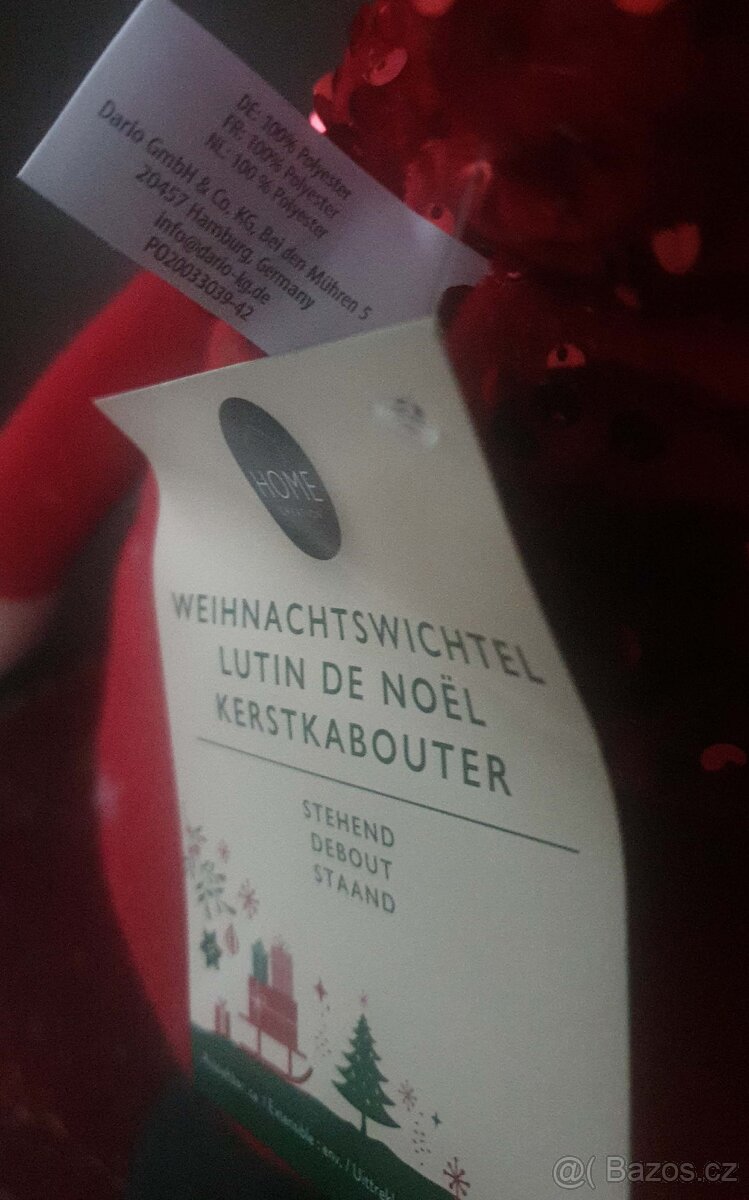 DE: 100% Polyester
FR: 100% Polyester
NL: 100 % Polyester
Dario GmbH & Co. KG, Bei den Mühren 5
20457 Hamburg, Germany
info@dario-kg.de
PO20033039-42
HOME
WEIHNACHTSWICHTEL
LUTIN DE NOËL
KERSTKABOUTER
STEHEND
DEBOUT
STAAND
@( Bazos.cz